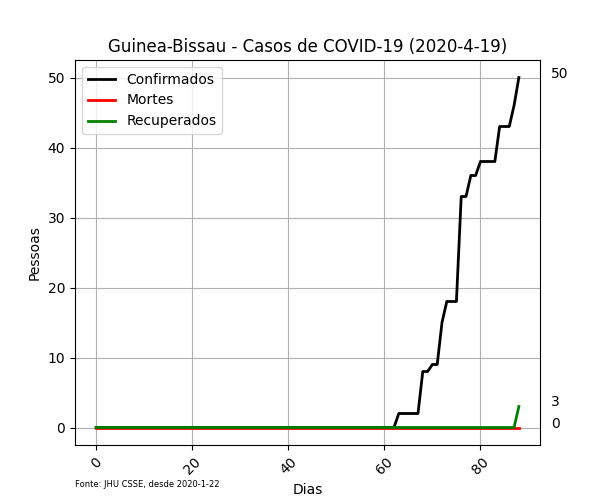 Guinea-Bissau - Casos de COVID-19 (2020-4-19)
Confirmados
Mortes
Recuperados
Pessoas
50
40
30
20
10
0
50
3
0
0
20
40
60
80
Dias
Fonte: JHU CSSE, desde 2020-1-22